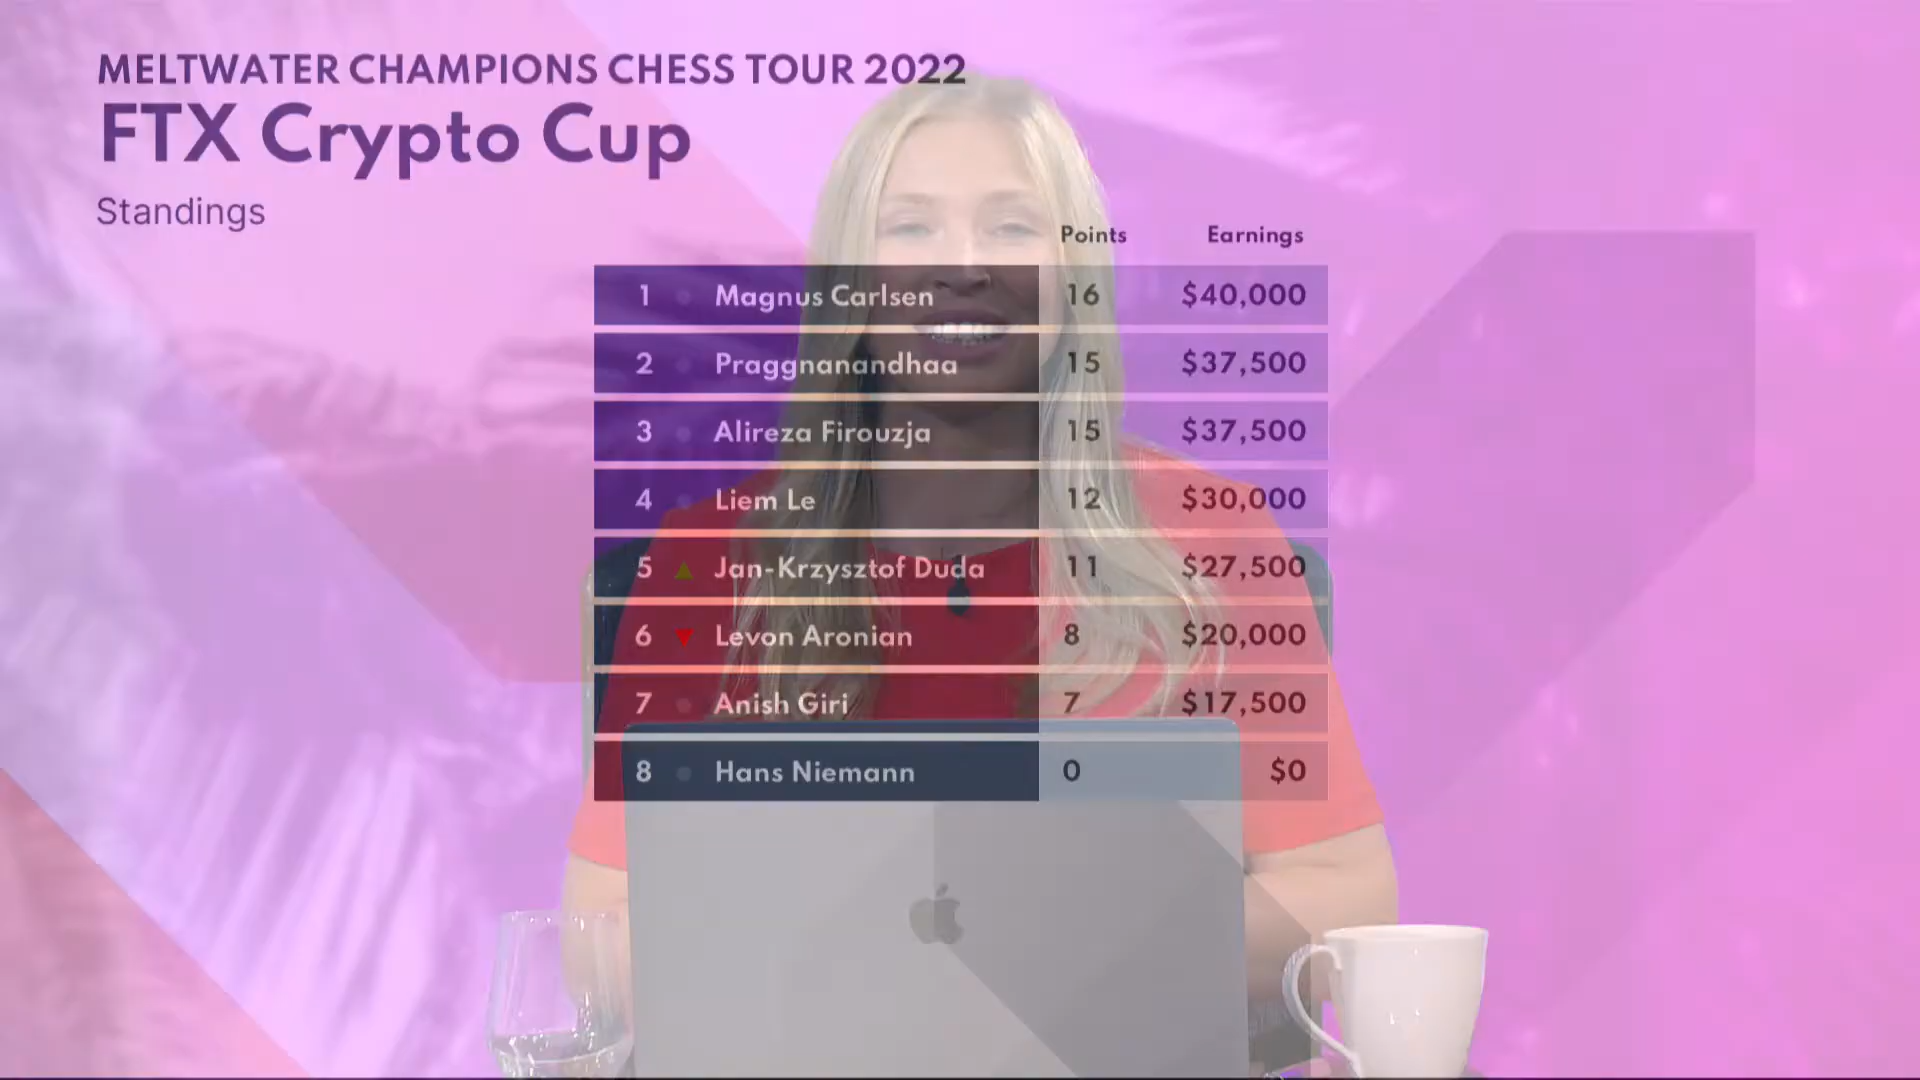 MELTWATER CHAMPIONS CHESS TOUR 2022
FTX Crypto Cup
Standings
Points Earnings
1 Magnus Carlsen 16 $40,000
2 Praggnanandhaa 15 $37,500
3 Alireza Firouzja 15 $37,500
4 Liem Le 12 $30,000
5 Jan-Krzysztof Duda 11 $27,500
6 Levon Aronian 8 $20,000
7 Anish Giri 7 $17,500
8 Hans Niemann 0 $0